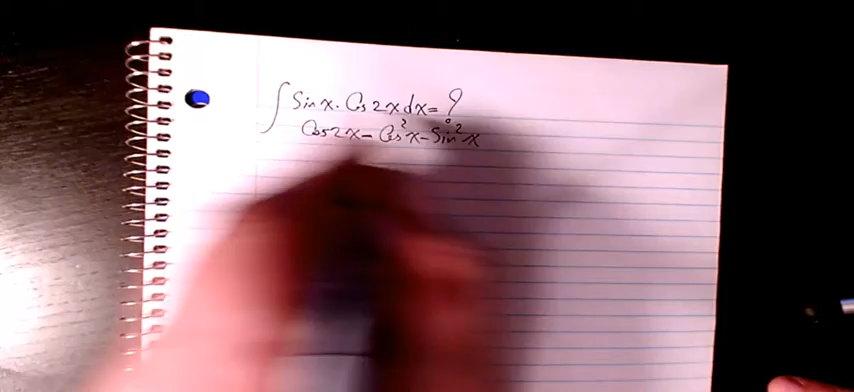 ∫ Sin x . Cos 2x dx = ?
Cos 2x - Cos²x - Sin²x